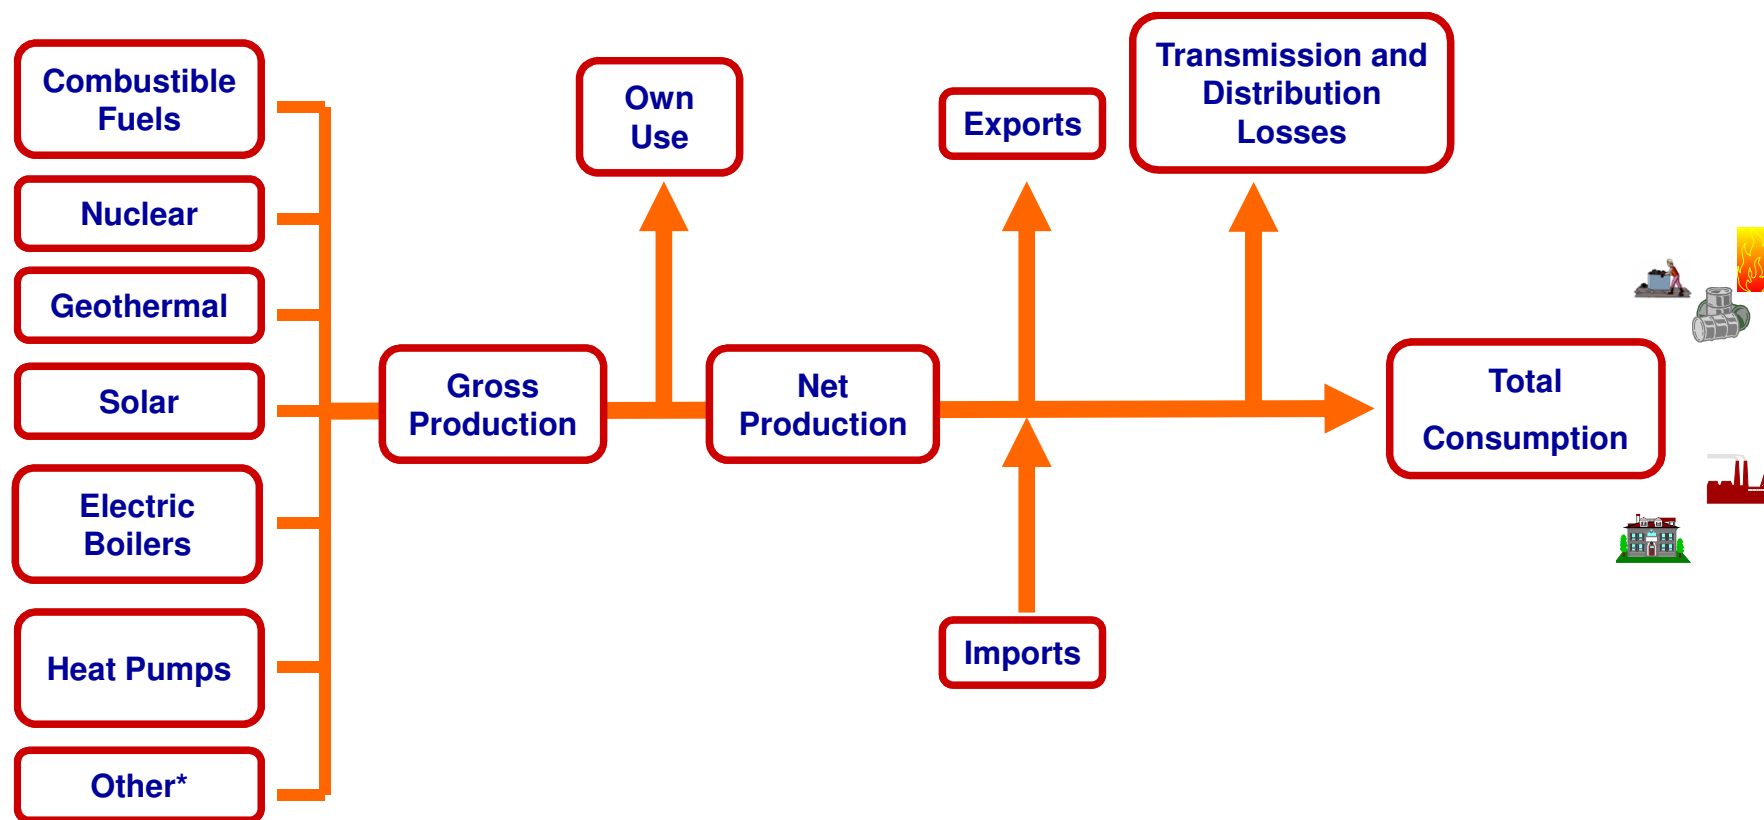 Combustible
Fuels
Nuclear
Geothermal
Solar
Electric
Boilers
Heat Pumps
Other*
Gross
Production
Own
Use
Net
Production
Exports
Imports
Transmission and
Distribution
Losses
Total
Consumption